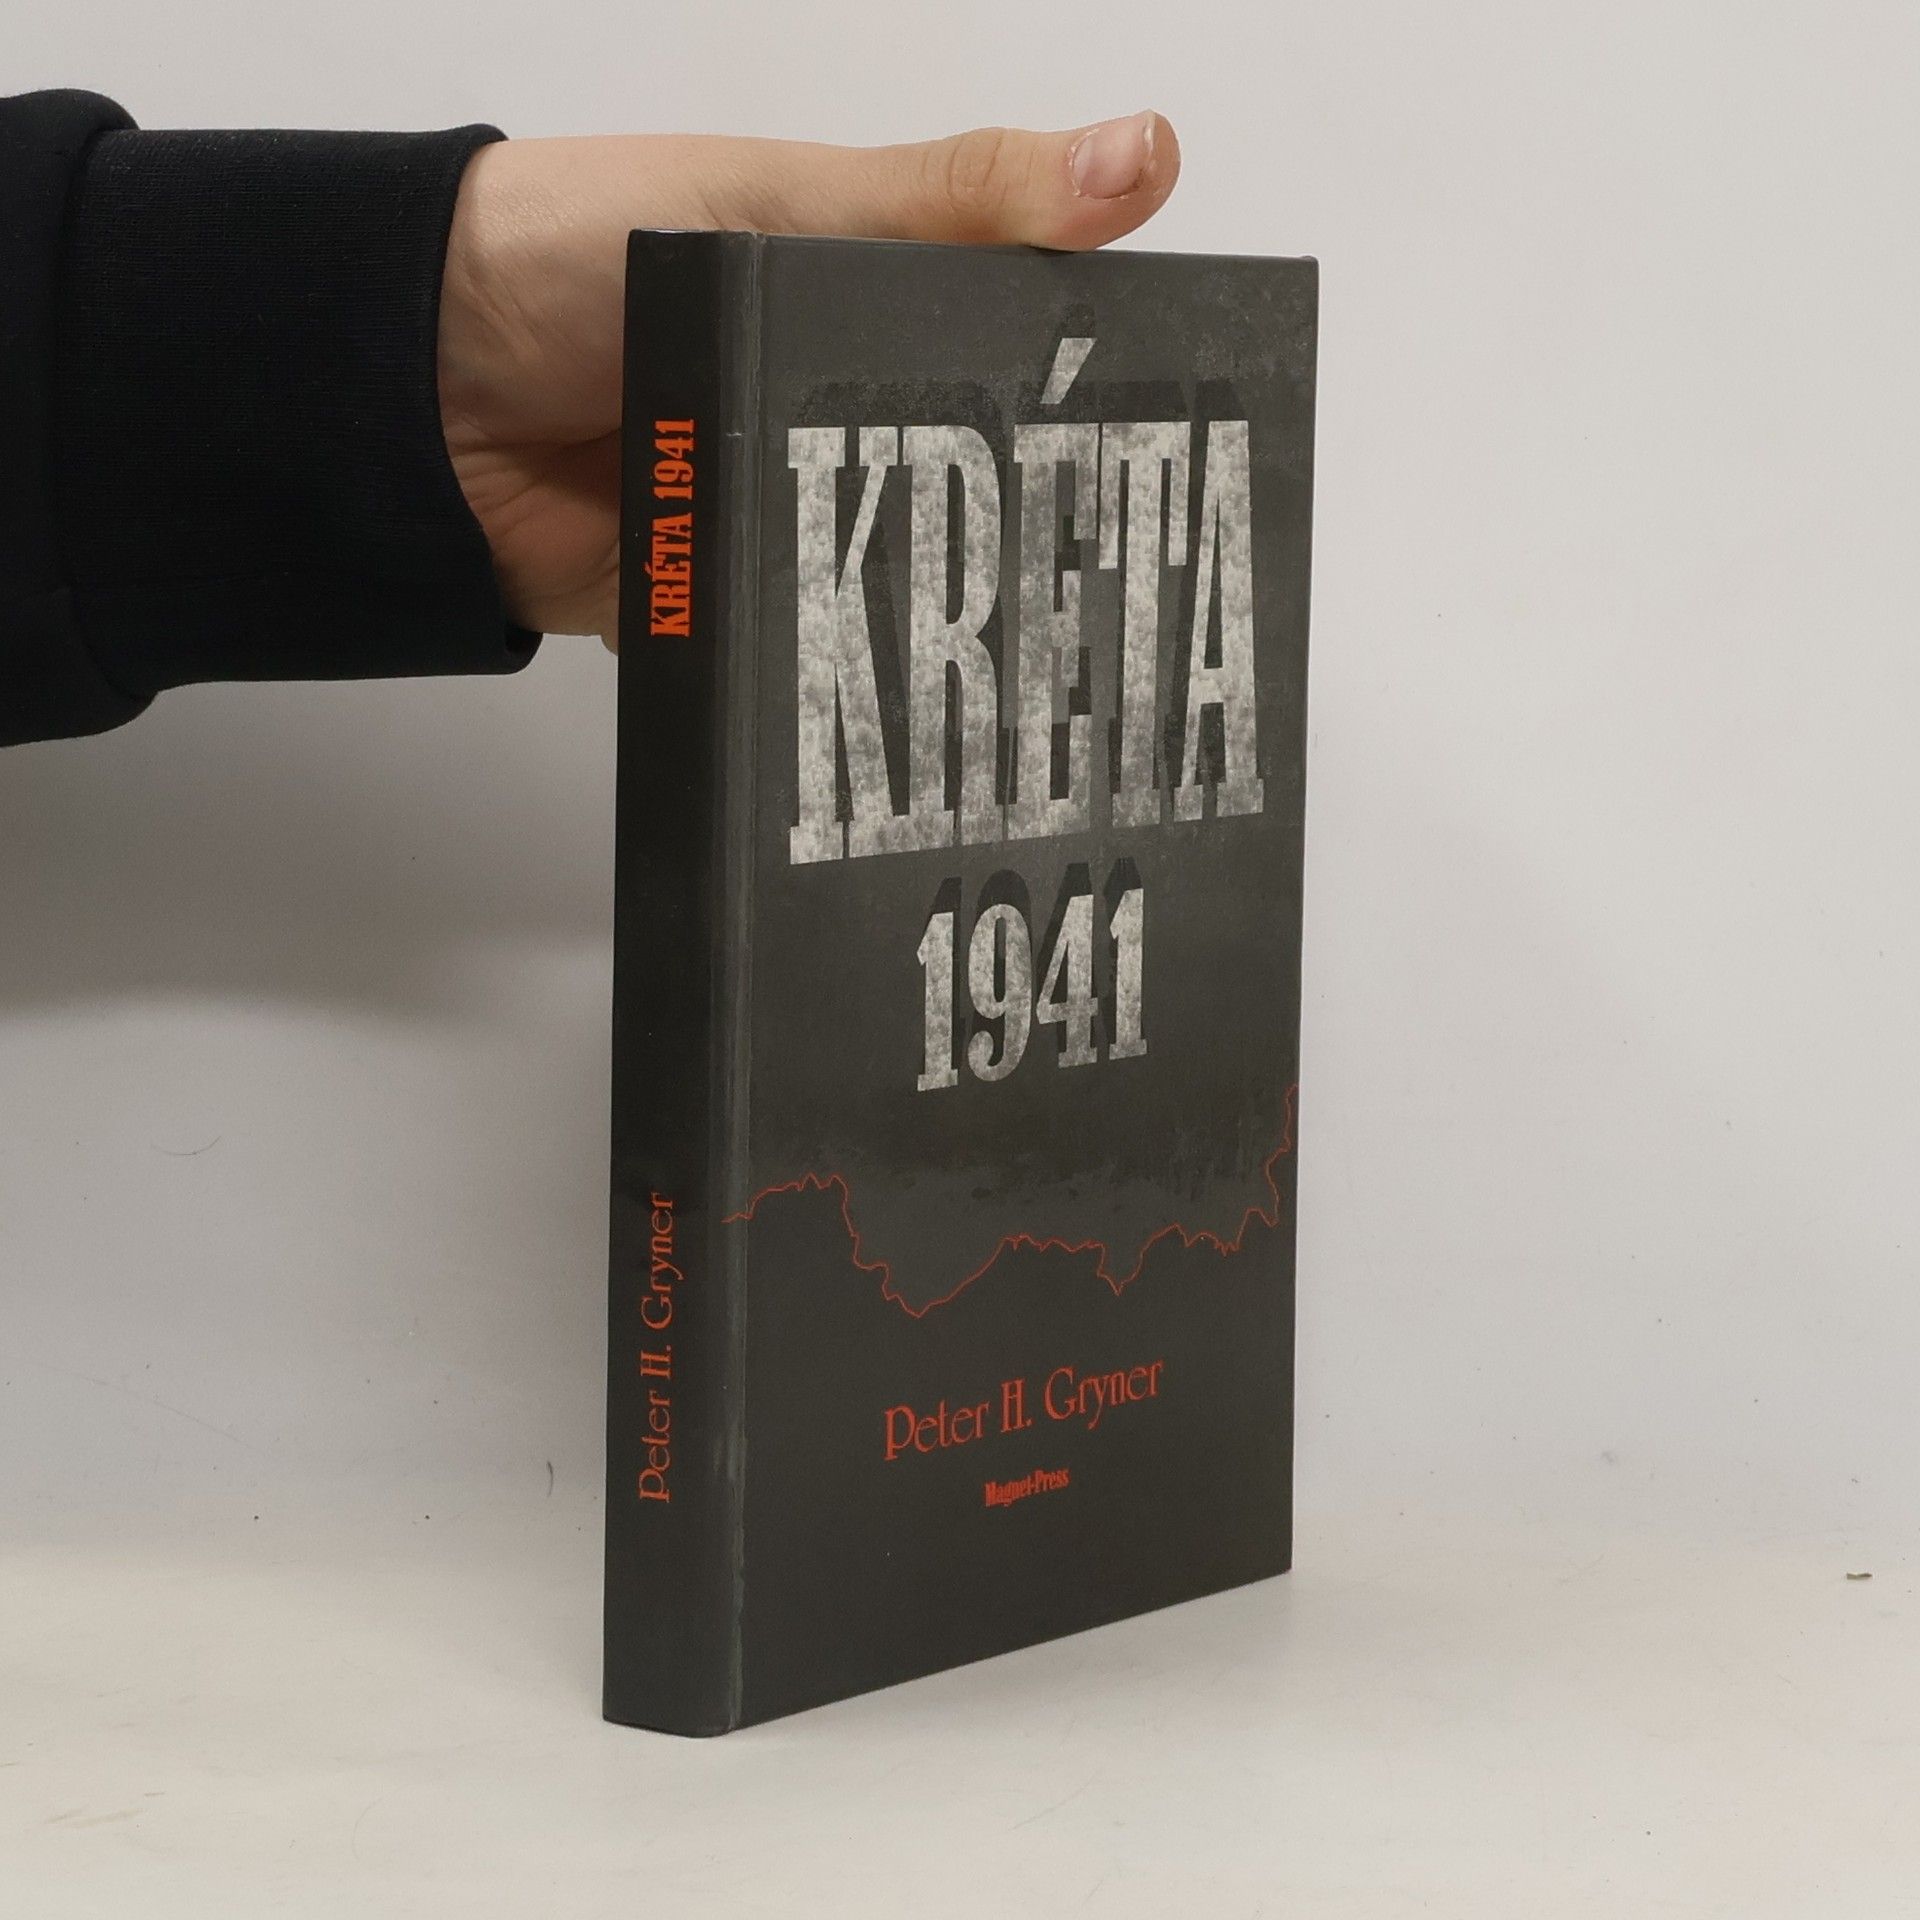 KRÉTA 1941
Peter H. Gryner
KRÉTA
1941
Peter H. Gryner
Magnet-Press